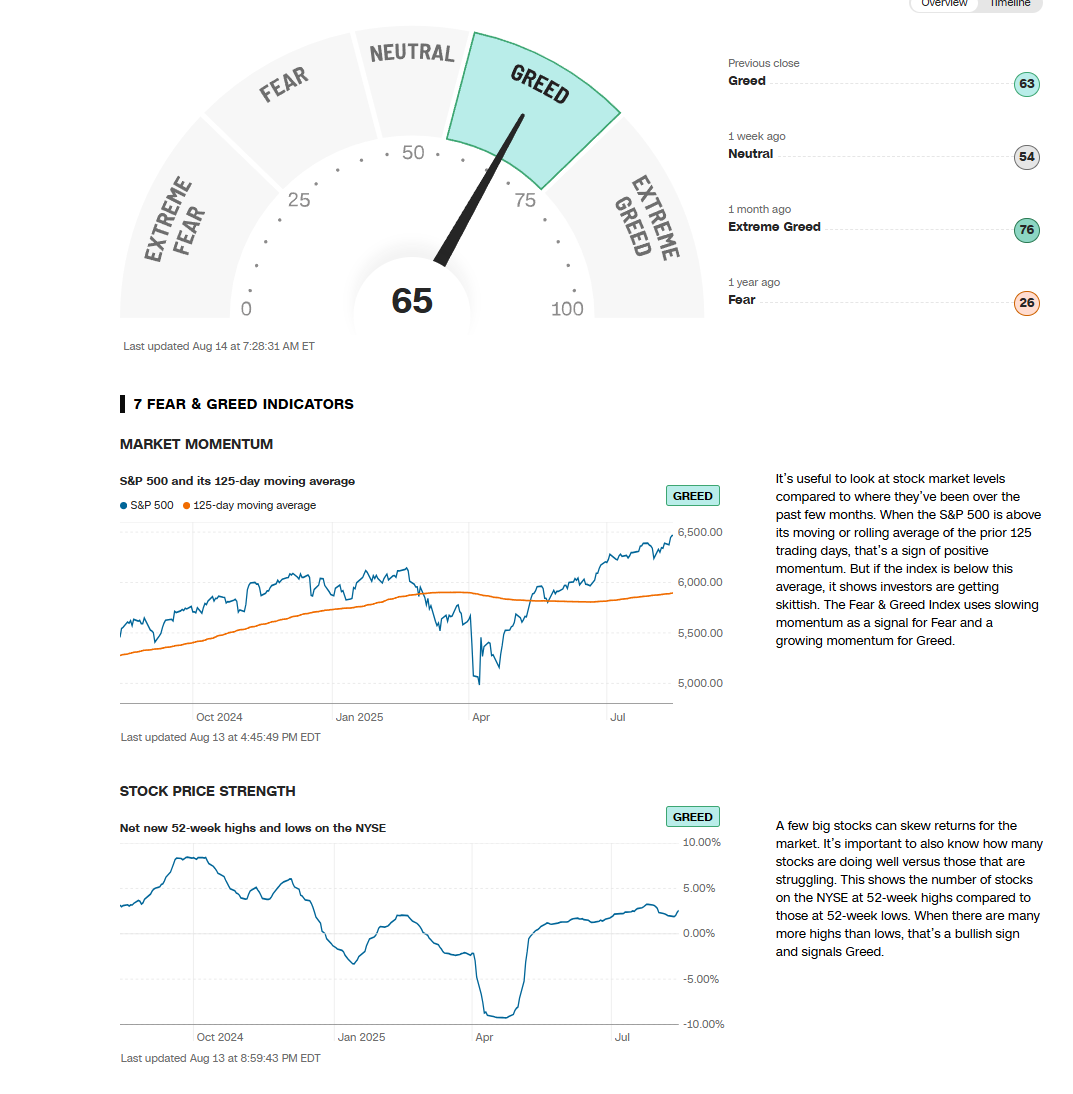 Overview Timeline
EXTREME FEAR
FEAR
NEUTRAL
GREED
EXTREME GREED
0
25
50
75
100
65
Last updated Aug 14 at 7:28:31 AM ET
Previous close
Greed 63
1 week ago
Neutral 54
1 month ago
Extreme Greed 76
1 year ago
Fear 26
7 FEAR & GREED INDICATORS
MARKET MOMENTUM
S&P 500 and its 125-day moving average
GREED
S&P 500 125-day moving average
6,500.00
6,000.00
5,500.00
5,000.00
Oct 2024 Jan 2025 Apr Jul
Last updated Aug 13 at 4:45:49 PM EDT
It's useful to look at stock market levels
compared to where they've been over the
past few months. When the S&P 500 is above
its moving or rolling average of the prior 125
trading days, that's a sign of positive
momentum. But if the index is below this
average, it shows investors are getting
skittish. The Fear & Greed Index uses slowing
momentum as a signal for Fear and a
growing momentum for Greed.
STOCK PRICE STRENGTH
Net new 52-week highs and lows on the NYSE
GREED
10.00%
5.00%
0.00%
-5.00%
-10.00%
Oct 2024 Jan 2025 Apr Jul
Last updated Aug 13 at 8:59:43 PM EDT
A few big stocks can skew returns for the
market. It's important to also know how many
stocks are doing well versus those that are
struggling. This shows the number of stocks
on the NYSE at 52-week highs compared to
those at 52-week lows. When there are many
more highs than lows, that's a bullish sign
and signals Greed.